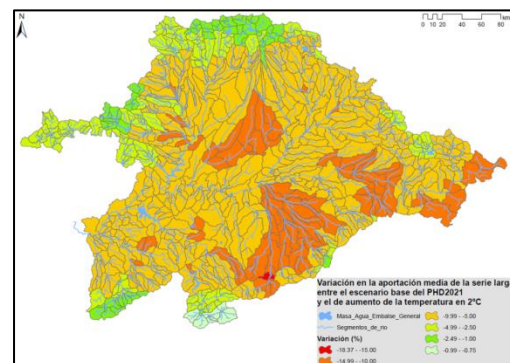 N
0 10 20 40 60 80
km
Variación en la aportación media de la serie larga
entre el escenario base del PHD2021
y el de aumento de la temperatura en 2ºC
Masa_Agua_Embalse_General
Segmentos_de_rio
Variación (%)
-18.37 - -15.00
-14.99 - -10.00
-9.99 - -5.00
-4.99 - -2.50
-2.49 - -1.00
-0.99 - -0.75